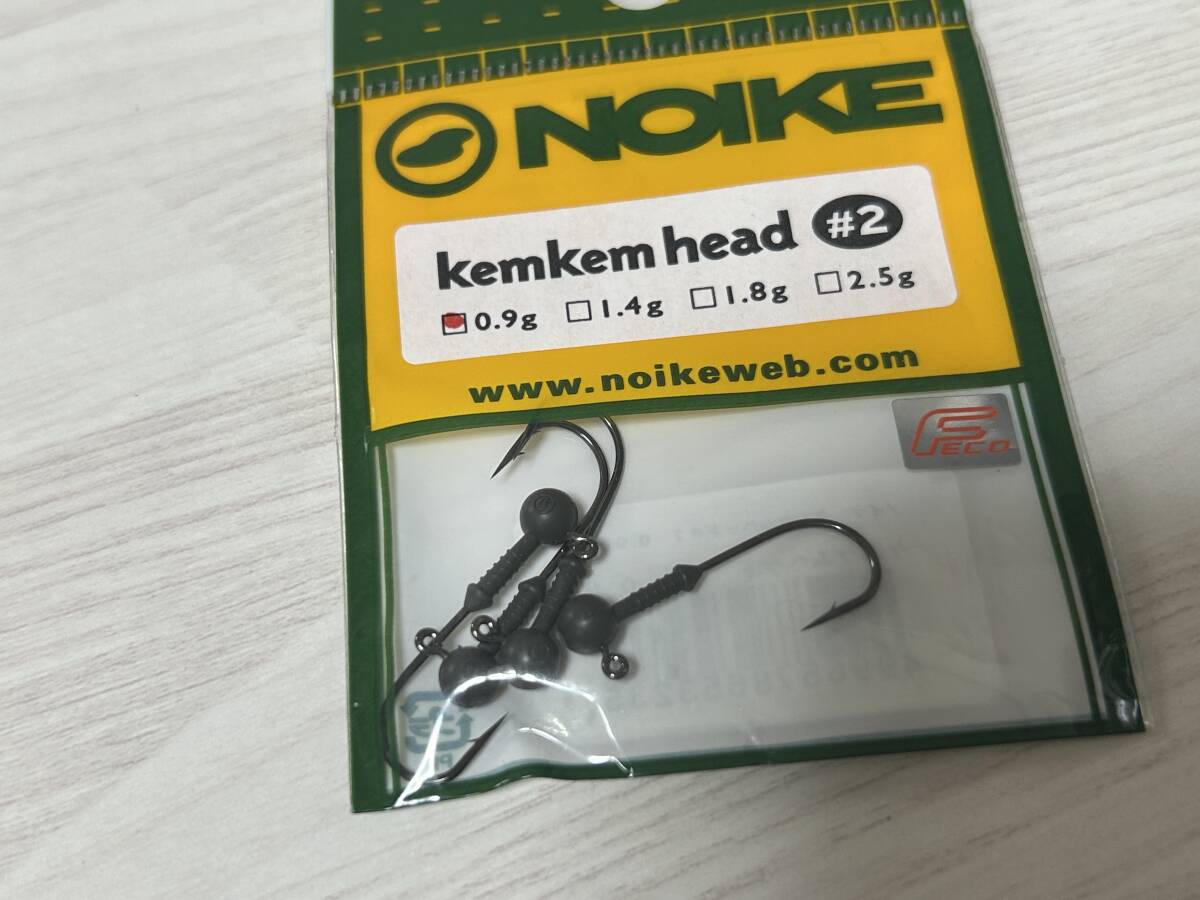 NOIKE
kemkem head #2
0.9g 1.4g 1.8g 2.5g
www.noikeweb.com
FECO